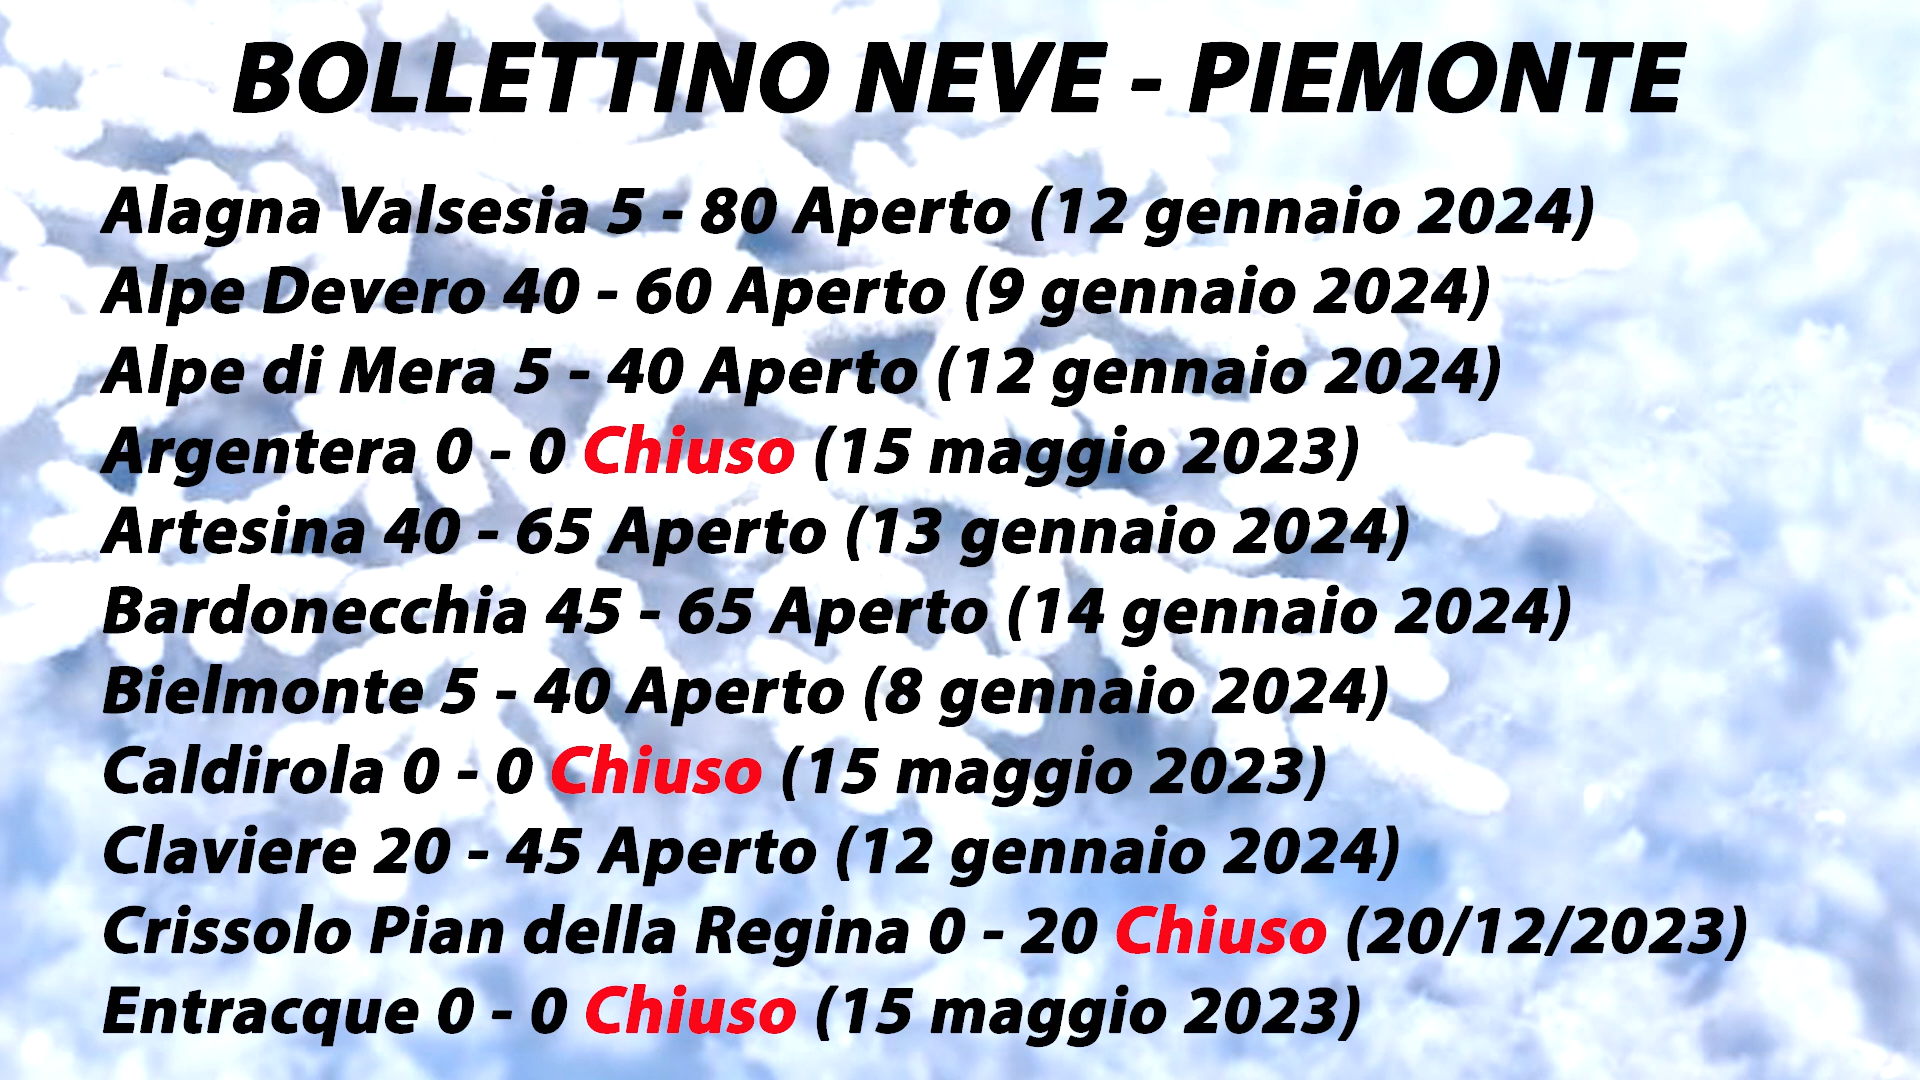 BOLLETTINO NEVE - PIEMONTE
Alagna Valsesia 5 - 80 Aperto (12 gennaio 2024)
Alpe Devero 40 - 60 Aperto (9 gennaio 2024)
Alpe di Mera 5 - 40 Aperto (12 gennaio 2024)
Argentera 0 - 0 Chiuso (15 maggio 2023)
Artesina 40 - 65 Aperto (13 gennaio 2024)
Bardonecchia 45 - 65 Aperto (14 gennaio 2024)
Bielmonte 5 - 40 Aperto (8 gennaio 2024)
Caldirola 0 - 0 Chiuso (15 maggio 2023)
Claviere 20 - 45 Aperto (12 gennaio 2024)
Crissolo Pian della Regina 0 - 20 Chiuso (20/12/2023)
Entracque 0 - 0 Chiuso (15 maggio 2023)